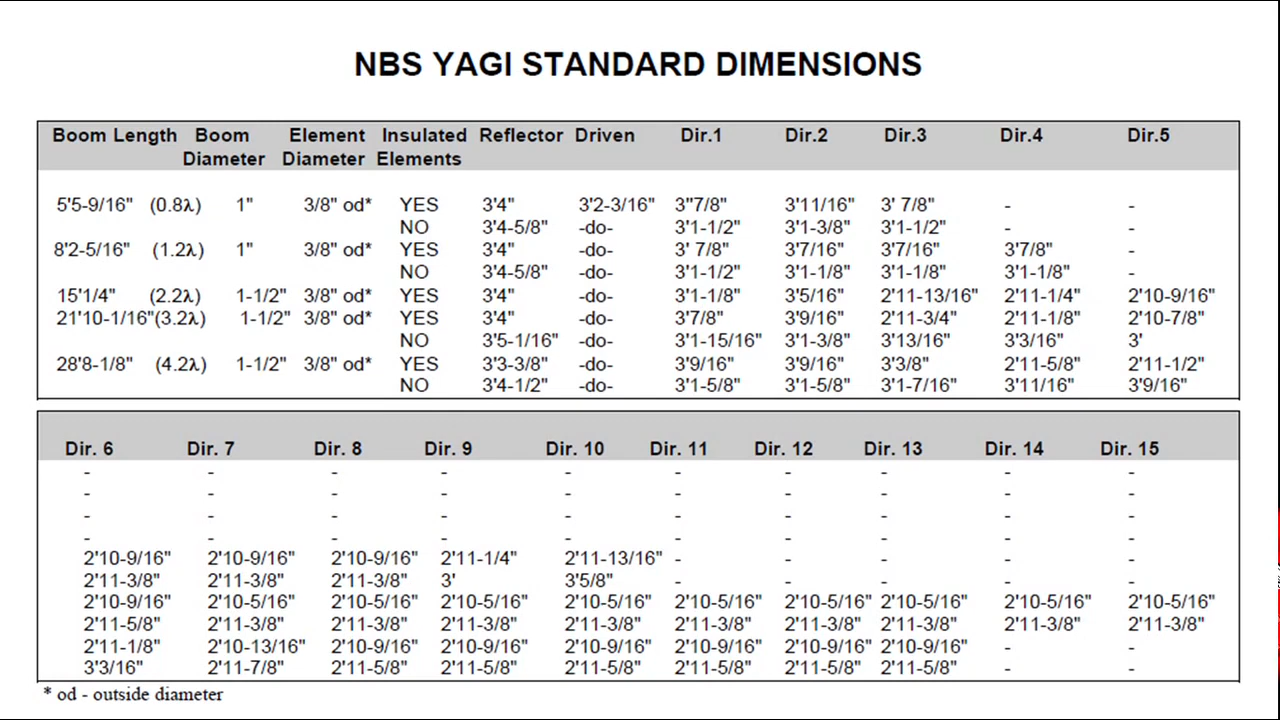 NBS YAGI STANDARD DIMENSIONS
Boom Length Boom Element Insulated Reflector Driven Dir.1 Dir.2 Dir.3 Dir.4 Dir.5
Diameter Diameter Elements
5'5-9/16" (0.8λ) 1" 3/8" od* YES 3'4" 3'2-3/16" 3"7/8" 3'11/16" 3' 7/8" - -
NO 3'4-5/8" -do- 3'1-1/2" 3'1-3/8" 3'1-1/2" - -
8'2-5/16" (1.2λ) 1" 3/8" od* YES 3'4" -do- 3' 7/8" 3'7/16" 3'7/16" 3'7/8" -
NO 3'4-5/8" -do- 3'1-1/2" 3'1-1/8" 3'1-1/8" 3'1-1/8" -
15'1/4" (2.2λ) 1-1/2" 3/8" od* YES 3'4" -do- 3'1-1/8" 3'5/16" 2'11-13/16" 2'11-1/4" 2'10-9/16"
21'10-1/16"(3.2λ) 1-1/2" 3/8" od* YES 3'4" -do- 3'7/8" 3'9/16" 2'11-3/4" 2'11-1/8" 2'10-7/8"
NO 3'5-1/16" -do- 3'1-15/16" 3'1-3/8" 3'13/16" 3'3/16" 3'
28'8-1/8" (4.2λ) 1-1/2" 3/8" od* YES 3'3-3/8" -do- 3'9/16" 3'9/16" 3'3/8" 2'11-5/8" 2'11-1/2"
NO 3'4-1/2" -do- 3'1-5/8" 3'1-5/8" 3'1-7/16" 3'11/16" 3'9/16"
Dir. 6 Dir. 7 Dir. 8 Dir. 9 Dir. 10 Dir. 11 Dir. 12 Dir. 13 Dir. 14 Dir. 15
- - - - - - - - - -
- - - - - - - - - -
- - - - - - - - - -
- - - - - - - - - -
2'10-9/16" 2'10-9/16" 2'10-9/16" 2'11-1/4" 2'11-13/16" - - - - -
2'11-3/8" 2'11-3/8" 2'11-3/8" 3' 3'5/8" - - - - -
2'10-9/16" 2'10-5/16" 2'10-5/16" 2'10-5/16" 2'10-5/16" 2'10-5/16" 2'10-5/16" 2'10-5/16" 2'10-5/16" 2'10-5/16"
2'11-5/8" 2'11-3/8" 2'11-3/8" 2'11-3/8" 2'11-3/8" 2'11-3/8" 2'11-3/8" 2'11-3/8" 2'11-3/8" 2'11-3/8"
2'11-1/8" 2'10-13/16" 2'10-9/16" 2'10-9/16" 2'10-9/16" 2'10-9/16" 2'10-9/16" 2'10-9/16" - -
3'3/16" 2'11-7/8" 2'11-5/8" 2'11-5/8" 2'11-5/8" 2'11-5/8" 2'11-5/8" 2'11-5/8" - -
* od - outside diameter